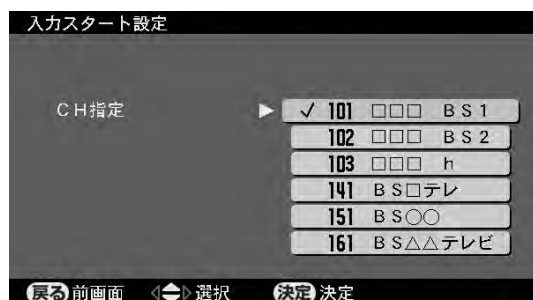 入力スタート設定
CH指定 ▶ ✓ 101 □□□ BS1
102 □□□ BS2
103 □□□ h
141 BS□テレ
151 BS○○
161 BS△△テレビ
戻る 前画面 選択 決定 決定